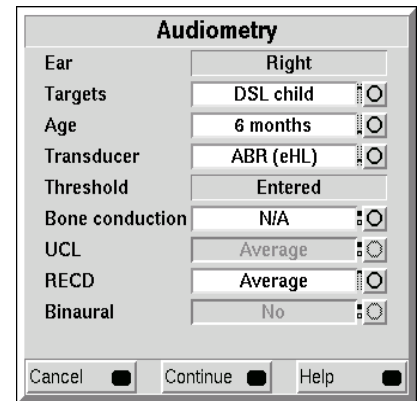 Audiometry
Ear Right
Targets DSL child
Age 6 months
Transducer ABR (eHL)
Threshold Entered
Bone conduction N/A
UCL Average
RECD Average
Binaural No
Cancel Continue Help